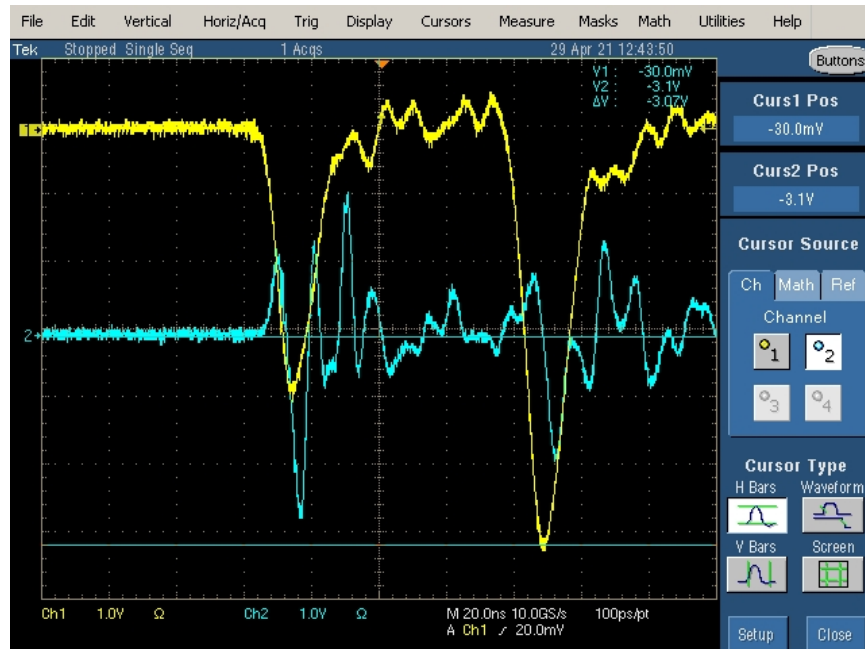 File Edit Vertical Horiz/Acq Trig Display Cursors Measure Masks Math Utilities Help
Tek Stopped Single Seq 1 Acqs 29 Apr 21 12:43:50
Buttons
V1 : -30.0mV
V2 : -3.1V
ΔV : -3.07V
Curs1 Pos
-30.0mV
Curs2 Pos
-3.1V
Cursor Source
Ch Math Ref
Channel
1 2
3 4
1
2
Cursor Type
H Bars Waveform
V Bars Screen
Ch1 1.0V Ω Ch2 1.0V Ω M 20.0ns 10.0GS/s 100ps/pt
A Ch1 ∕ 20.0mV
Setup Close